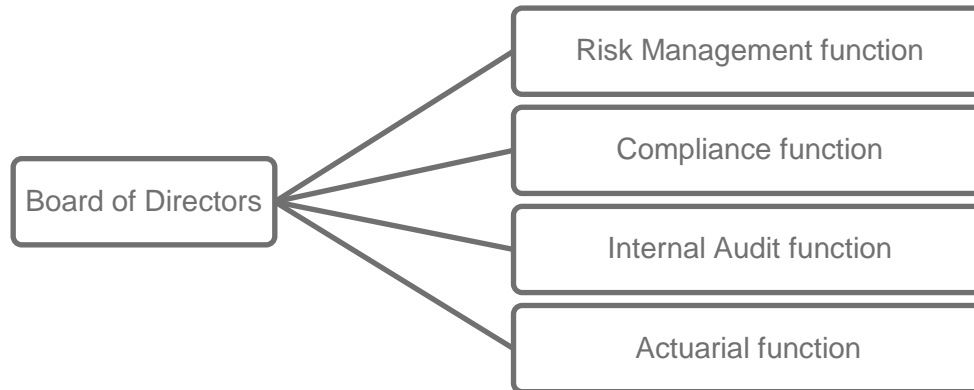 Risk Management function
Compliance function
Board of Directors
Internal Audit function
Actuarial function